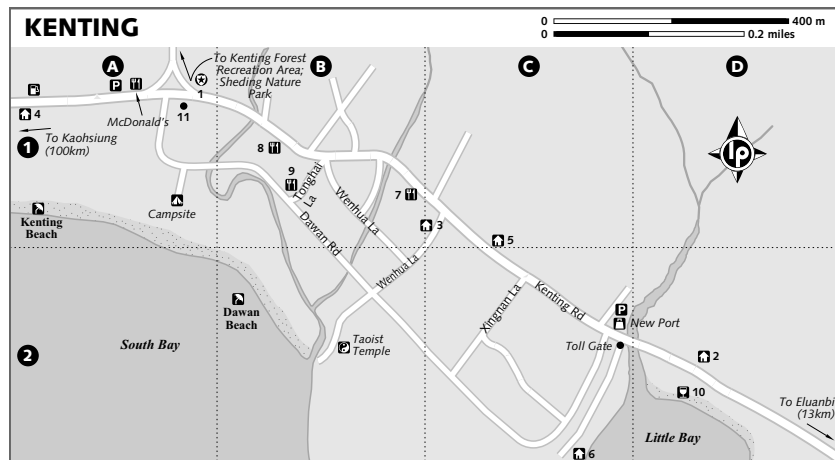 KENTING
0 400 m
0 0.2 miles
A
B
C
D
To Kenting Forest
Recreation Area;
Sheding Nature
Park
P
1
4
McDonald's
11
To Kaohsiung
(100km)
1
lp
8
9
Tonghai
La
Wenhua La
7
3
Campsite
Kenting
Beach
Dawan Rd
5
Wenhua La
Kenting Rd
Xingnan La
Dawan
Beach
P
New Port
Toll Gate
2
South Bay
Taoist
Temple
2
10
To Eluanbi
(13km)
Little Bay
6